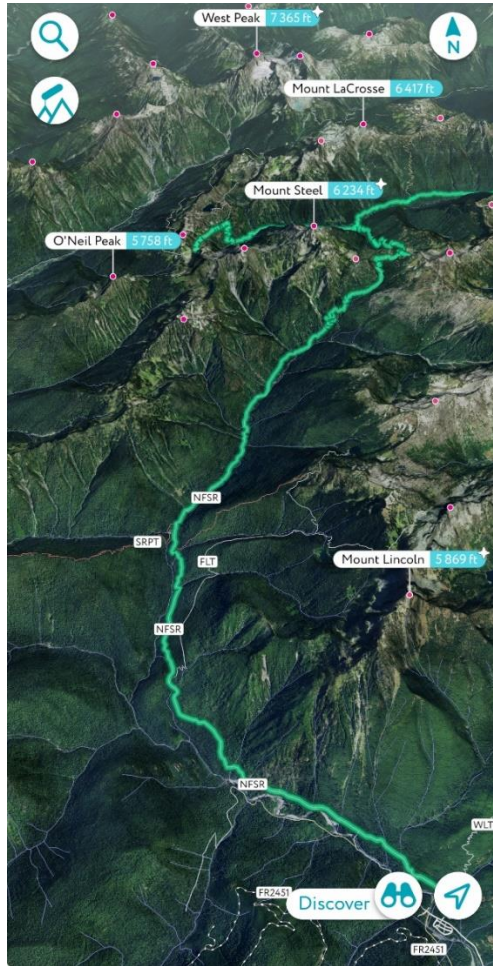 West Peak 7 365 ft
N
Mount LaCrosse 6 417 ft
Mount Steel 6 234 ft
O'Neil Peak 5 758 ft
NFSR
SRPT
FLT
Mount Lincoln 5 869 ft
NFSR
NFSR
WLT
FR2451
Discover
FR2451